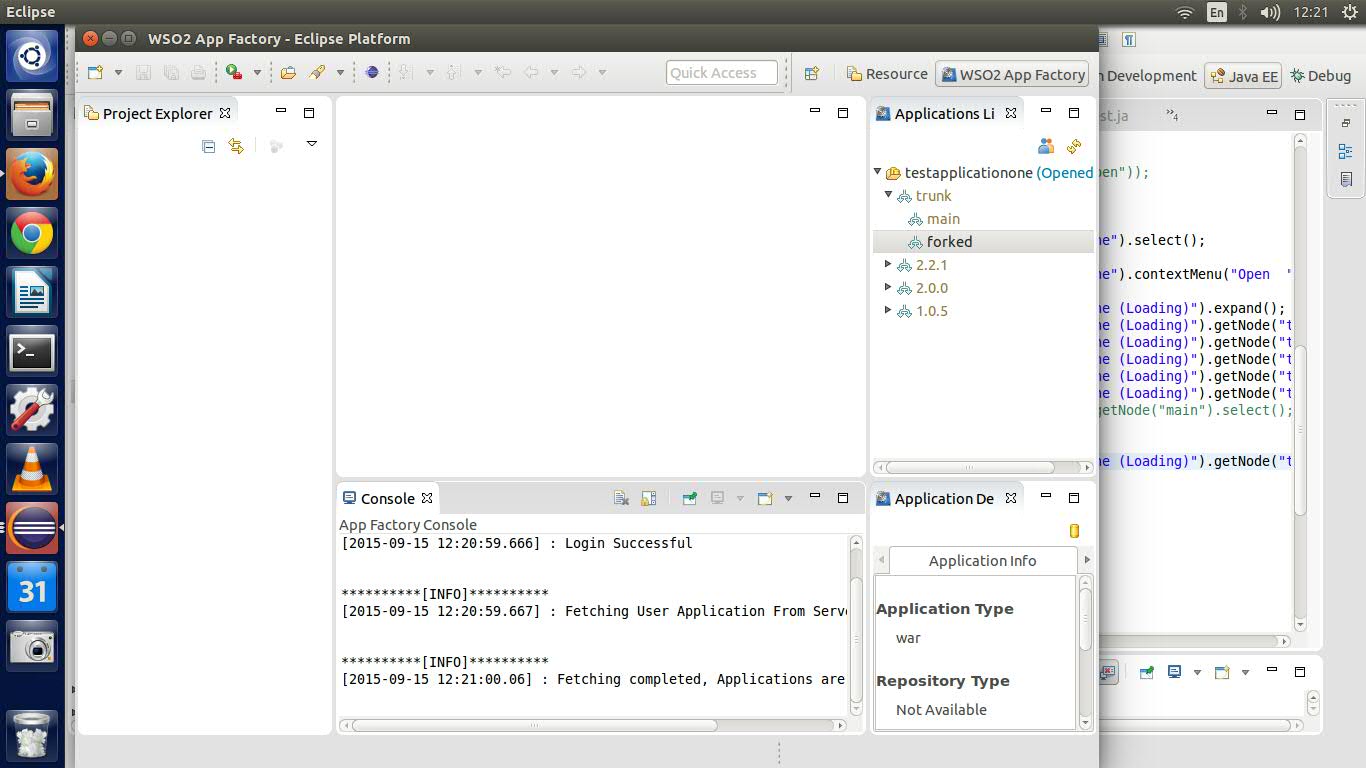 Eclipse
En
12:21
WSO2 App Factory - Eclipse Platform
Quick Access
Resource
WSO2 App Factory
Development
Java EE
Debug
Project Explorer
Applications Li
testapplicationone (Opened
trunk
main
forked
2.2.1
2.0.0
1.0.5
st.ja
»4
en"));
ne").select();
ne").contextMenu("Open "
ne (Loading)").expand();
ne (Loading)").getNode("t
ne (Loading)").getNode("t
ne (Loading)").getNode("t
ne (Loading)").getNode("t
ne (Loading)").getNode("t
getNode("main").select();
ne (Loading)").getNode("t
Console
App Factory Console
[2015-09-15 12:20:59.666] : Login Successful
**********[INFO]**********
[2015-09-15 12:20:59.667] : Fetching User Application From Serve
**********[INFO]**********
[2015-09-15 12:21:00.06] : Fetching completed, Applications are
Application De
Application Info
Application Type
war
Repository Type
Not Available
31